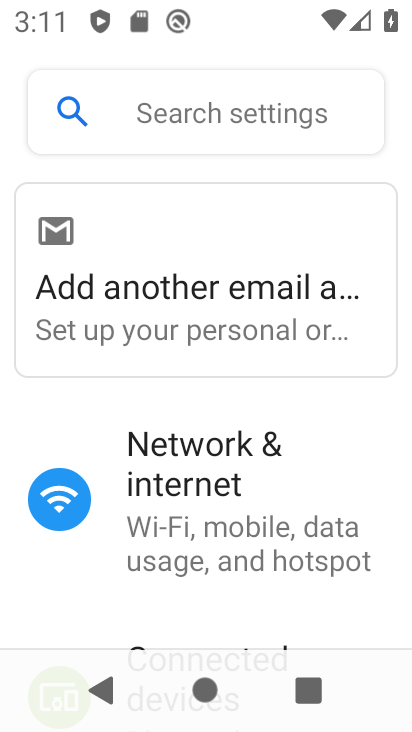 3:11
Search settings
Add another email a...
Set up your personal or...
Network &
internet
Wi-Fi, mobile, data
usage, and hotspot
Connected
devices